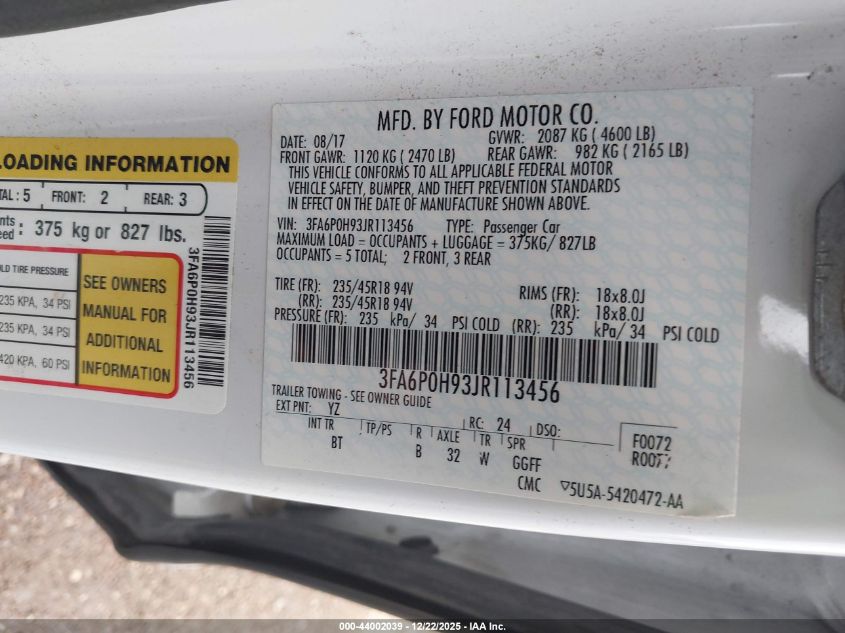 LOADING INFORMATION
TAL: 5 FRONT: 2 REAR: 3
375 kg or 827 lbs.
LD TIRE PRESSURE
235 KPA, 34 PSI
235 KPA, 34 PSI
420 KPA, 60 PSI
SEE OWNERS
MANUAL FOR
ADDITIONAL
INFORMATION
3FA6P0H93JR113456
MFD. BY FORD MOTOR CO.
DATE: 08/17 GVWR: 2087 KG ( 4600 LB)
FRONT GAWR: 1120 KG ( 2470 LB) REAR GAWR: 982 KG ( 2165 LB)
THIS VEHICLE CONFORMS TO ALL APPLICABLE FEDERAL MOTOR
VEHICLE SAFETY, BUMPER, AND THEFT PREVENTION STANDARDS
IN EFFECT ON THE DATE OF MANUFACTURE SHOWN ABOVE.
VIN: 3FA6P0H93JR113456 TYPE: Passenger Car
MAXIMUM LOAD = OCCUPANTS + LUGGAGE = 375KG/ 827LB
OCCUPANTS = 5 TOTAL; 2 FRONT, 3 REAR
TIRE (FR): 235/45R18 94V RIMS (FR): 18x8.0J
(RR): 235/45R18 94V (RR): 18x8.0J
PRESSURE (FR): 235 kPa/ 34 PSI COLD (RR): 235 kPa/ 34 PSI COLD
3FA6P0H93JR113456
TRAILER TOWING - SEE OWNER GUIDE
EXT PNT: YZ RC: 24 DSO:
F0072
INT TR TP/PS R AXLE TR SPR
BT B 32 W GGFF
CMC 5U5A-5420472-AA
000-44002039 - 12/22/2025 - IAA Inc.